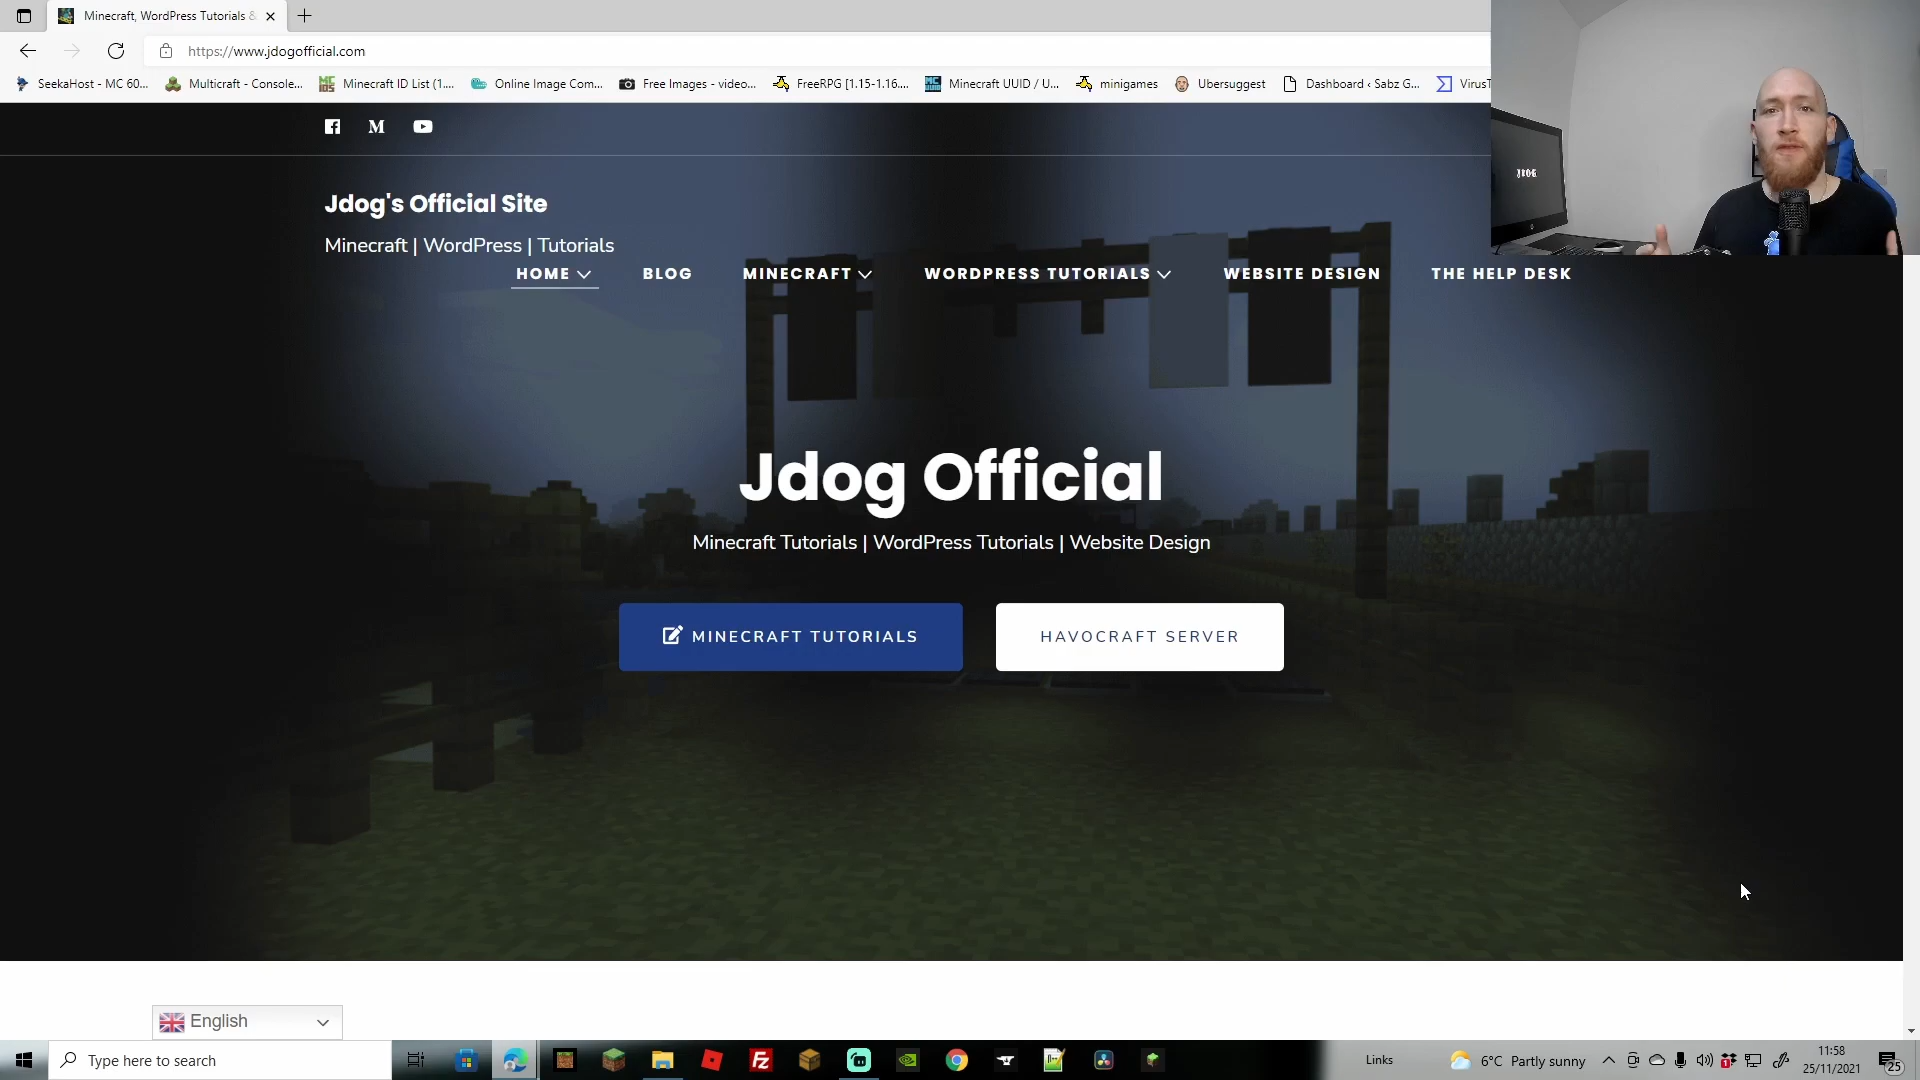 Minecraft, WordPress Tutorials &
https://www.jdogofficial.com
SeekaHost - MC 60...
Multicraft - Console...
Minecraft ID List (1....
Online Image Com...
Free Images - video...
FreeRPG [1.15-1.16....
Minecraft UUID / U...
minigames
Ubersuggest
Dashboard ‹ Sabz G...
VirusT
JDOG
Jdog's Official Site
Minecraft | WordPress | Tutorials
HOME
BLOG
MINECRAFT
WORDPRESS TUTORIALS
WEBSITE DESIGN
THE HELP DESK
Jdog Official
Minecraft Tutorials | WordPress Tutorials | Website Design
MINECRAFT TUTORIALS
HAVOCRAFT SERVER
English
Type here to search
Links
6°C Partly sunny
11:58
25/11/2021
25